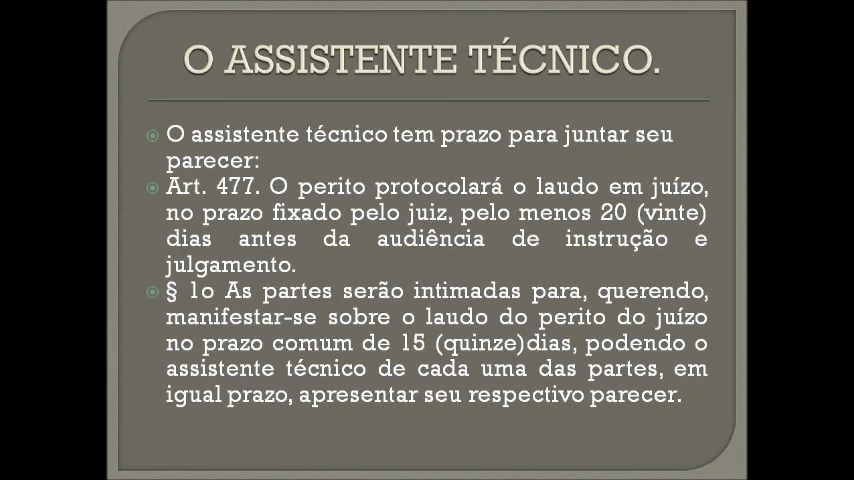 O ASSISTENTE TÉCNICO.
O assistente técnico tem prazo para juntar seu
parecer:
Art. 477. O perito protocolará o laudo em juízo,
no prazo fixado pelo juiz, pelo menos 20 (vinte)
dias antes da audiência de instrução e
julgamento.
§ 1o As partes serão intimadas para, querendo,
manifestar-se sobre o laudo do perito do juízo
no prazo comum de 15 (quinze)dias, podendo o
assistente técnico de cada uma das partes, em
igual prazo, apresentar seu respectivo parecer.